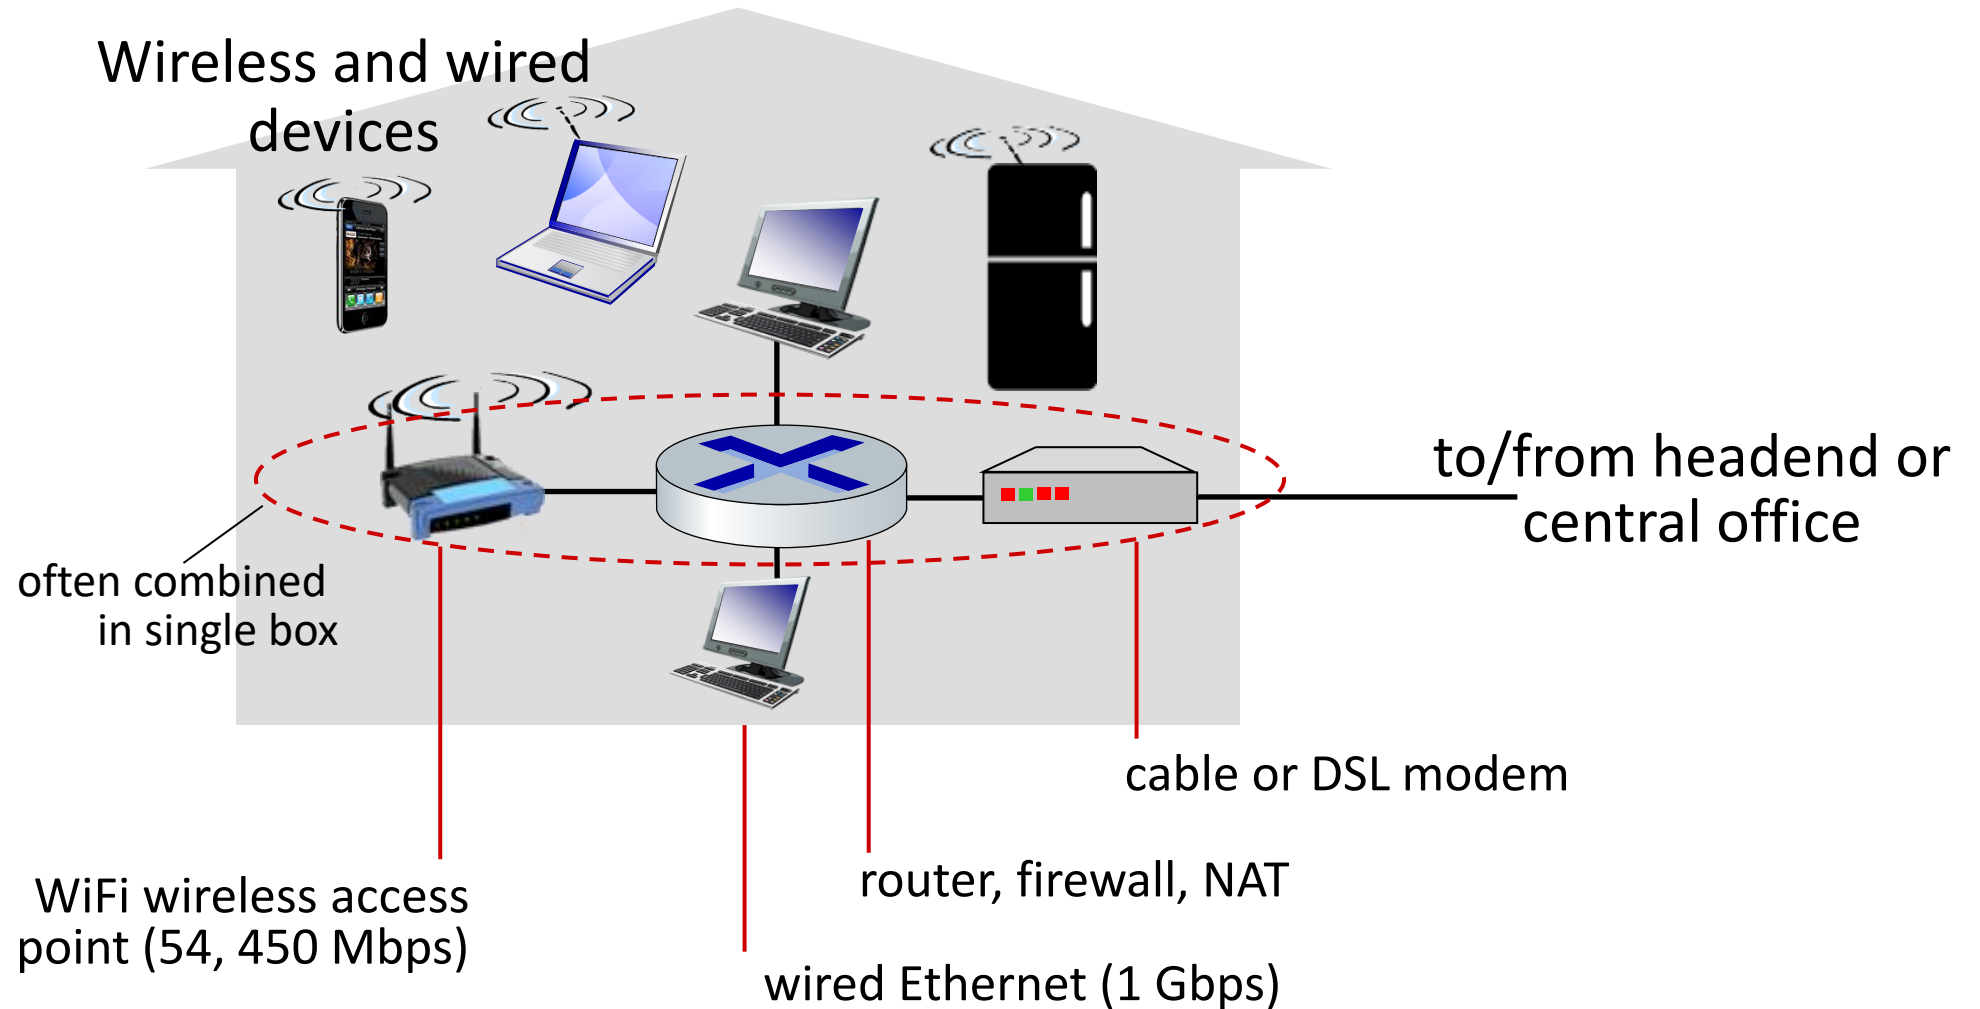 Wireless and wired
devices
to/from headend or
central office
often combined
in single box
cable or DSL modem
router, firewall, NAT
WiFi wireless access
point (54, 450 Mbps)
wired Ethernet (1 Gbps)